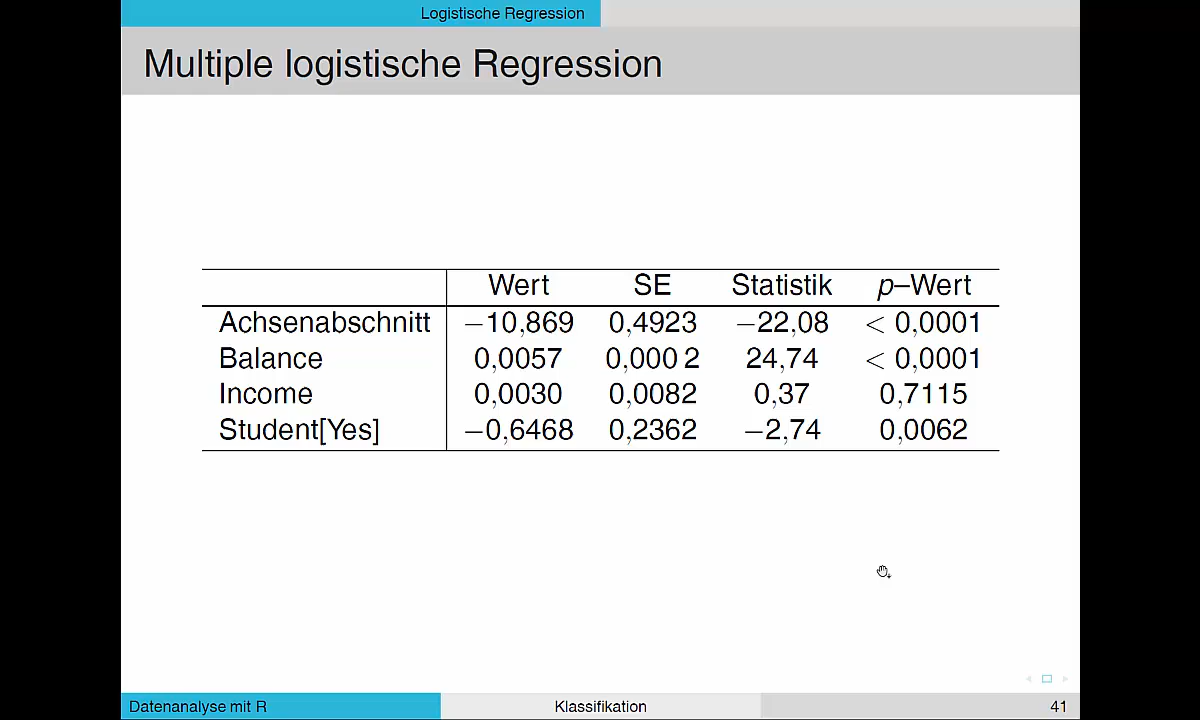 Logistische Regression
Multiple logistische Regression
Wert SE Statistik p–Wert
Achsenabschnitt −10,869 0,4923 −22,08 < 0,0001
Balance 0,0057 0,000 2 24,74 < 0,0001
Income 0,0030 0,0082 0,37 0,7115
Student[Yes] −0,6468 0,2362 −2,74 0,0062
Datenanalyse mit R Klassifikation 41